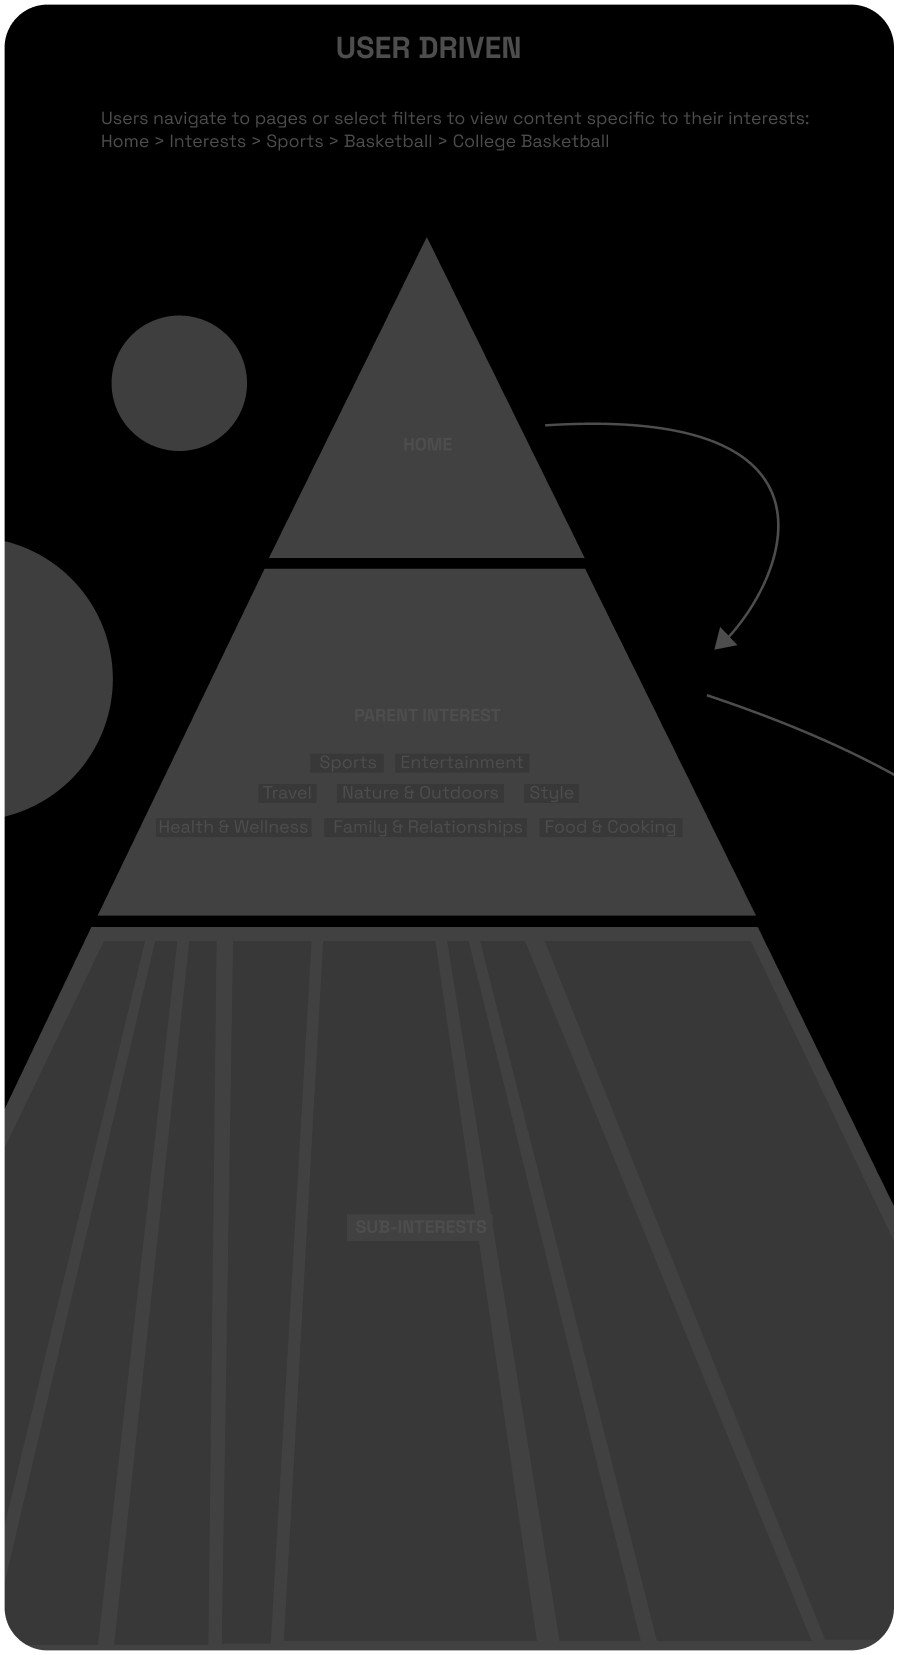 USER DRIVEN
Users navigate to pages or select filters to view content specific to their interests:
Home > Interests > Sports > Basketball > College Basketball
HOME
PARENT INTEREST
Sports Entertainment
Travel Nature & Outdoors Style
Health & Wellness Family & Relationships Food & Cooking
SUB-INTERESTS